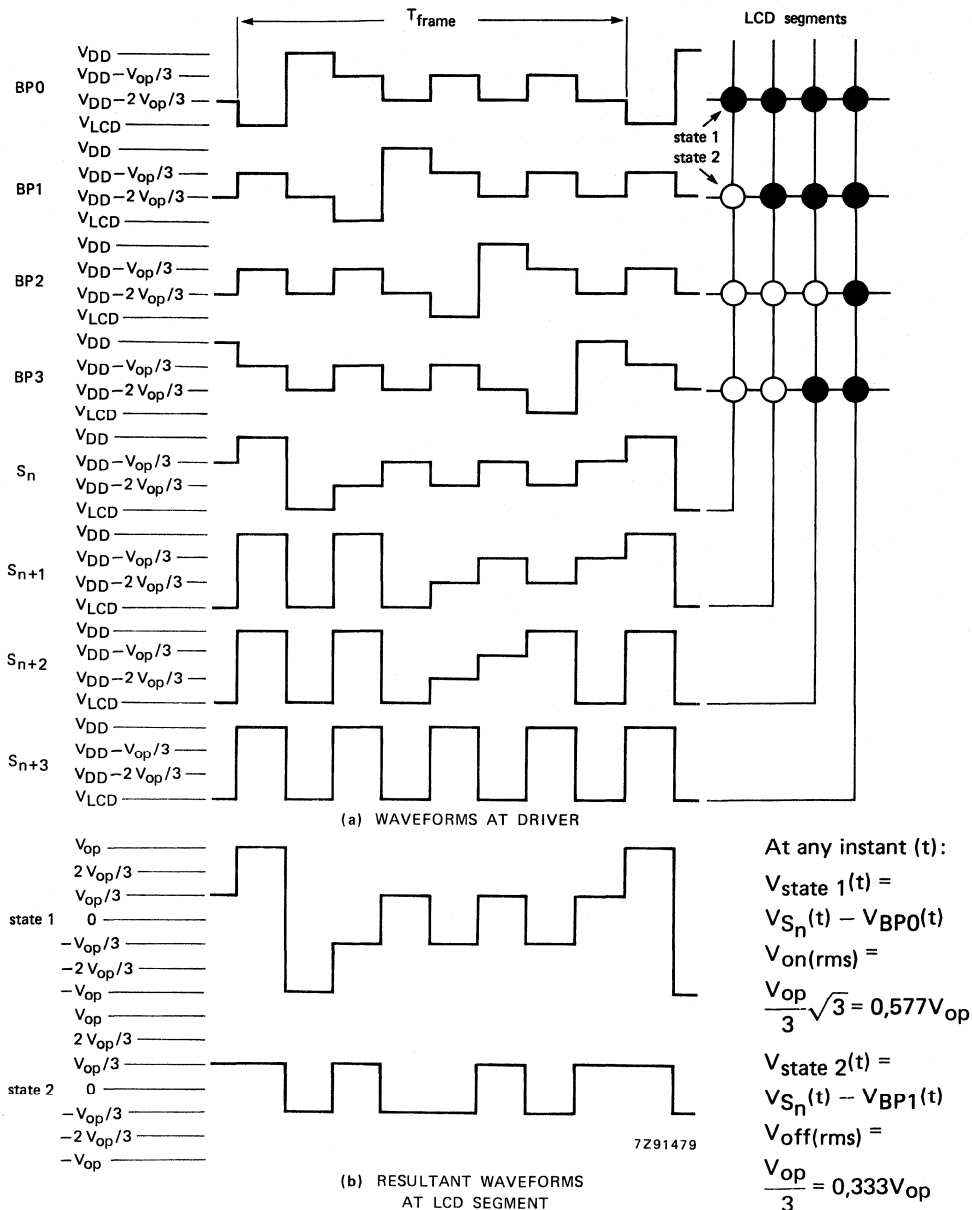 T_frame
LCD segments
BP0
V_DD
V_DD–V_op/3
V_DD–2 V_op/3
V_LCD
state 1
state 2
BP1
V_DD
V_DD–V_op/3
V_DD–2 V_op/3
V_LCD
BP2
V_DD
V_DD–V_op/3
V_DD–2 V_op/3
V_LCD
BP3
V_DD
V_DD–V_op/3
V_DD–2 V_op/3
V_LCD
S_n
V_DD
V_DD–V_op/3
V_DD–2 V_op/3
V_LCD
S_n+1
V_DD
V_DD–V_op/3
V_DD–2 V_op/3
V_LCD
S_n+2
V_DD
V_DD–V_op/3
V_DD–2 V_op/3
V_LCD
S_n+3
V_DD
V_DD–V_op/3
V_DD–2 V_op/3
V_LCD
(a) WAVEFORMS AT DRIVER
state 1
V_op
2 V_op/3
V_op/3
0
–V_op/3
–2 V_op/3
–V_op
state 2
V_op
2 V_op/3
V_op/3
0
–V_op/3
–2 V_op/3
–V_op
7Z91479
(b) RESULTANT WAVEFORMS
AT LCD SEGMENT
At any instant (t):
V_state 1(t) =
V_Sn(t) – V_BP0(t)
V_on(rms) =
V_op/3 √3 = 0,577V_op
V_state 2(t) =
V_Sn(t) – V_BP1(t)
V_off(rms) =
V_op/3 = 0,333V_op